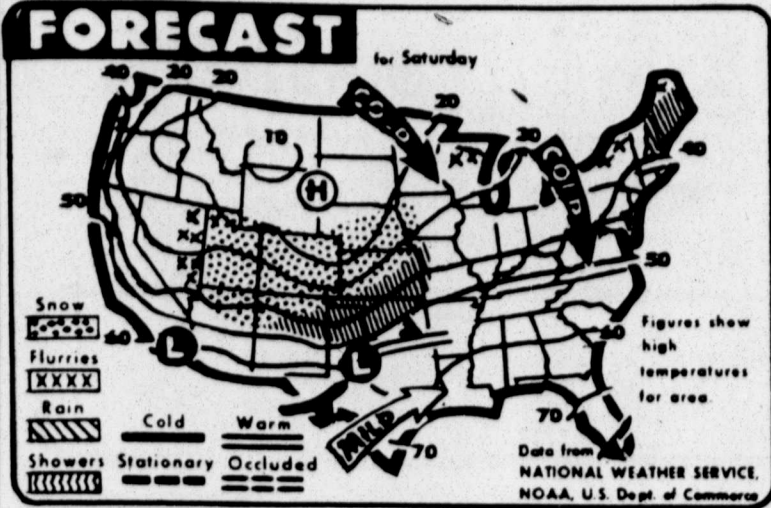 FORECAST
for Saturday
40 20 20
COLD
20
30
COLD
10
H
40
50
50
Snow
60
L
L
60
Figures show
high
temperatures
for area.
Flurries
XXXX
Rain
Cold Warm
MILD
70
70
Showers Stationary Occluded
Data from
NATIONAL WEATHER SERVICE,
NOAA, U.S. Dept. of Commerce